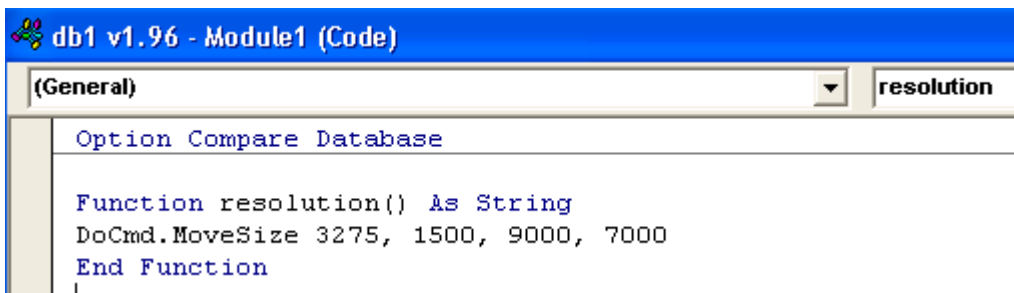 db1 v1.96 - Module1 (Code)
(General) resolution
Option Compare Database
Function resolution() As String
DoCmd.MoveSize 3275, 1500, 9000, 7000
End Function